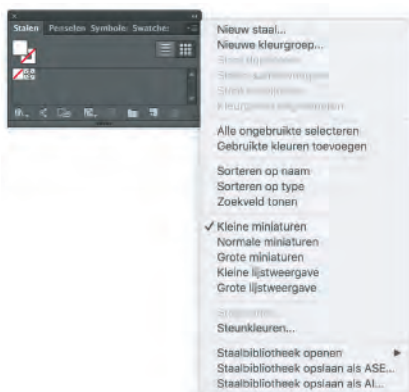 Stalen Penselen Symbole Swatche:
Nieuw staal...
Nieuwe kleurgroep...
Alle ongebruikte selecteren
Gebruikte kleuren toevoegen
Sorteren op naam
Sorteren op type
Zoekveld tonen
✓ Kleine miniaturen
Normale miniaturen
Grote miniaturen
Kleine lijstweergave
Grote lijstweergave
Steunkleuren...
Staalbibliotheek openen
Staalbibliotheek opslaan als ASE...
Staalbibliotheek opslaan als AI...